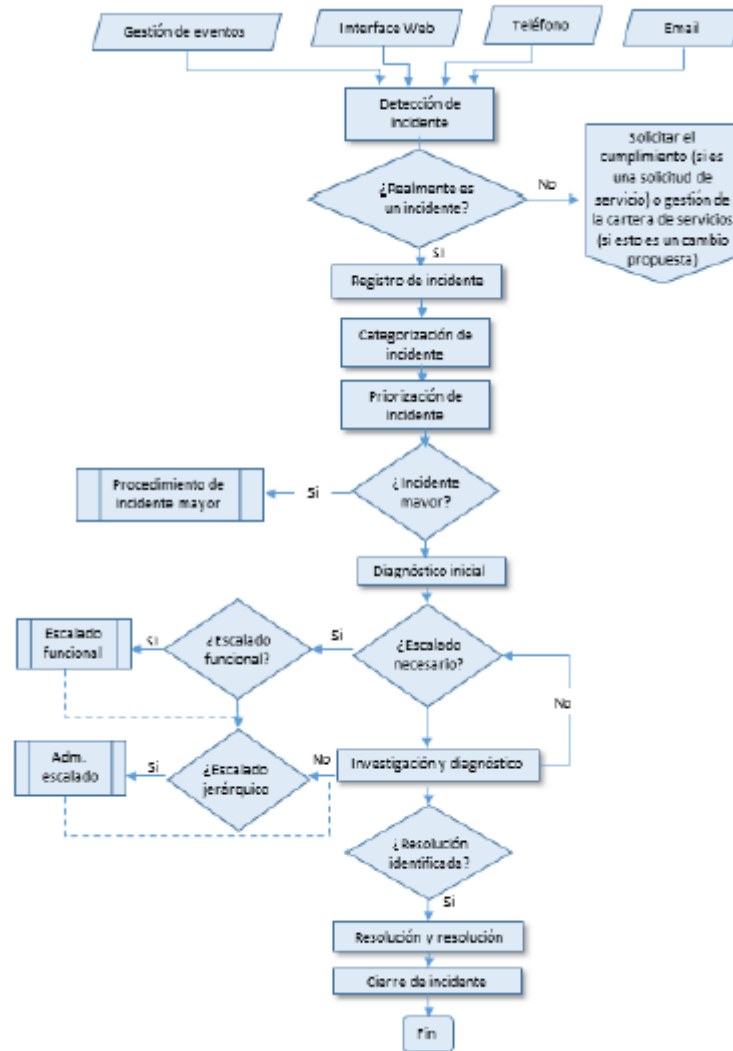 Gestión de eventos
Interface Web
Teléfono
Email
Detección de
incidente
¿Realmente es
un incidente?
No
Solicitar el
cumplimiento (si es
una solicitud de
servicio) o gestión de
la cartera de servicios
(si esto es un cambio
propuesta)
Si
Registro de incidente
Categorización de
incidente
Priorización de
incidente
¿Incidente
mayor?
Si
Procedimiento de
incidente mayor
Diagnóstico inicial
¿Escalado
necesario?
Si
¿Escalado
funcional?
Si
Escalado
funcional
No
Investigación y diagnóstico
No
¿Escalado
jerárquico
Si
Adm.
escalado
¿Resolución
identificada?
Si
Resolución y resolución
Cierre de incidente
Fin